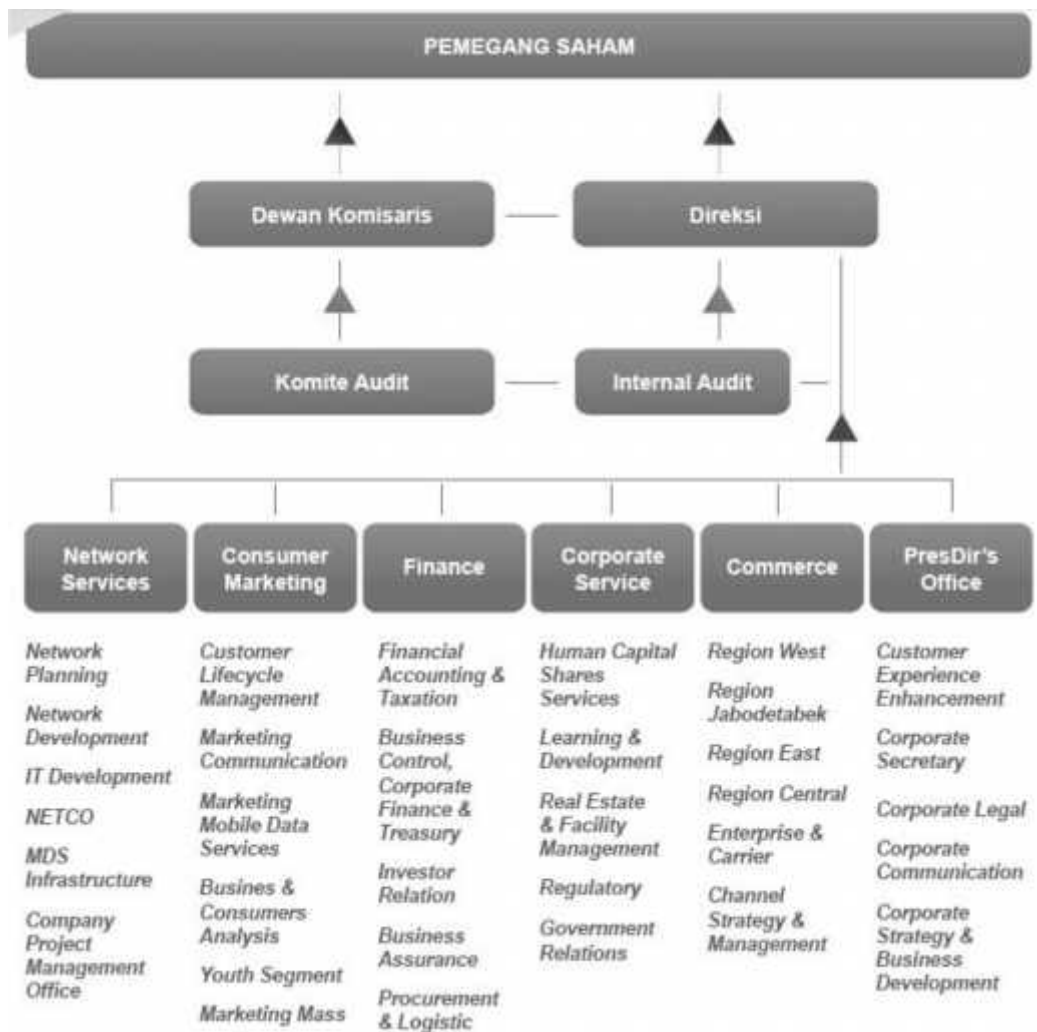 PEMEGANG SAHAM
Dewan Komisaris
Direksi
Komite Audit
Internal Audit
Network
Services
Consumer
Marketing
Finance
Corporate
Service
Commerce
PresDir's
Office
Network
Planning
Network
Development
IT Development
NETCO
MDS
Infrastructure
Company
Project
Management
Office
Customer
Lifecycle
Management
Marketing
Communication
Marketing
Mobile Data
Services
Busines &
Consumers
Analysis
Youth Segment
Marketing Mass
Financial
Accounting &
Taxation
Business
Control,
Corporate
Finance &
Treasury
Investor
Relation
Business
Assurance
Procurement
& Logistic
Human Capital
Shares
Services
Learning &
Development
Real Estate
& Facility
Management
Regulatory
Government
Relations
Region West
Region
Jabodetabek
Region East
Region Central
Enterprise &
Carrier
Channel
Strategy &
Management
Customer
Experience
Enhancement
Corporate
Secretary
Corporate Legal
Corporate
Communication
Corporate
Strategy &
Business
Development